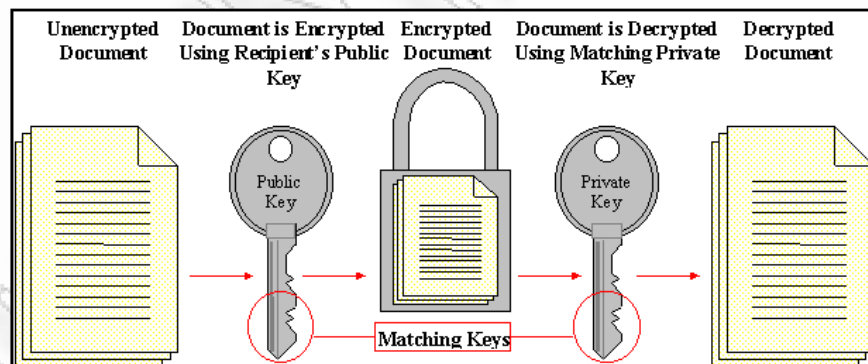 Unencrypted
Document
Document is Encrypted
Using Recipient's Public
Key
Encrypted
Document
Document is Decrypted
Using Matching Private
Key
Decrypted
Document
Public
Key
Private
Key
Matching Keys